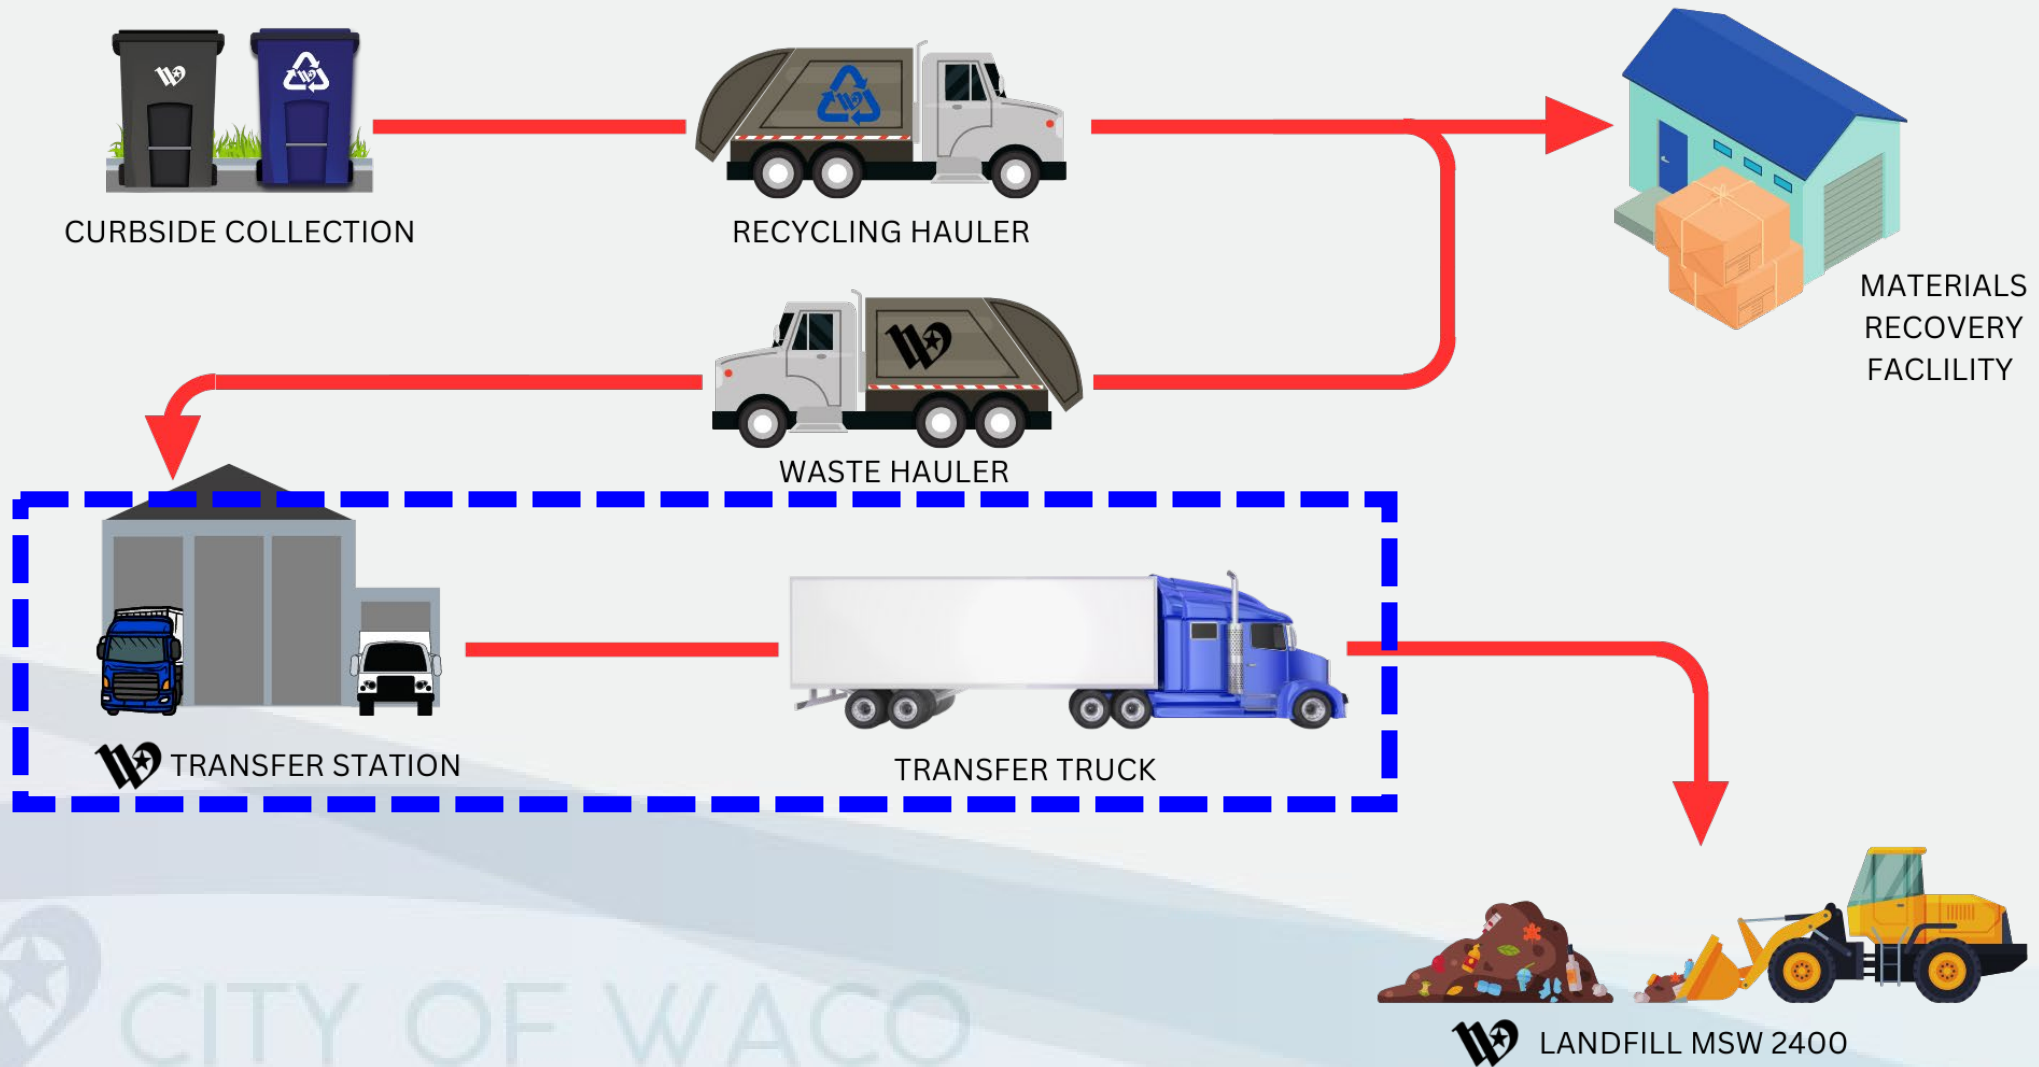 CURBSIDE COLLECTION
RECYCLING HAULER
MATERIALS
RECOVERY
FACLILITY
WASTE HAULER
TRANSFER STATION
TRANSFER TRUCK
CITY OF WACO
LANDFILL MSW 2400